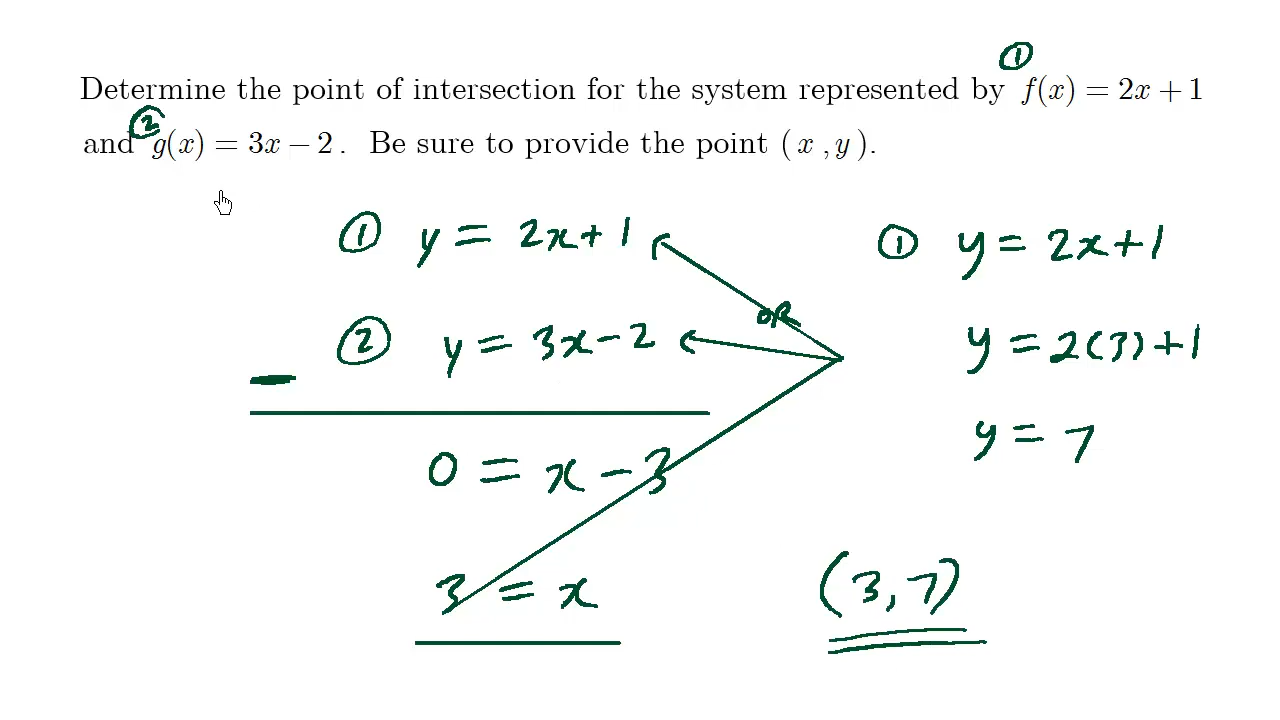 ①
Determine the point of intersection for the system represented by f(x) = 2x + 1
②
and g(x) = 3x − 2 . Be sure to provide the point ( x , y ).
① y = 2x + 1
② y = 3x − 2
−
0 = x − 3
3 = x
OR
① y = 2x + 1
y = 2(3) + 1
y = 7
(3, 7)